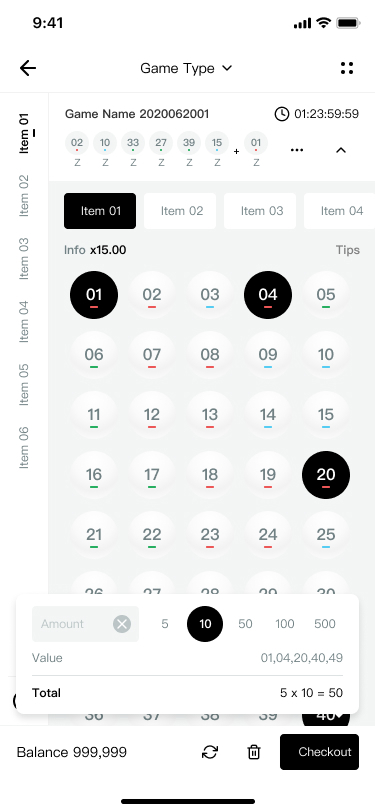 9:41
Game Type
Item 01
Item 02
Item 03
Item 04
Item 05
Item 06
Game Name 2020062001
01:23:59:59
02 10 33 27 39 15 + 01
Z Z Z Z Z Z Z
Item 01 Item 02 Item 03 Item 04
Info x15.00 Tips
01 02 03 04 05
06 07 08 09 10
11 12 13 14 15
16 17 18 19 20
21 22 23 24 25
26 27 28 29 30
Amount 5 10 50 100 500
Value 01,04,20,40,49
Total 5 x 10 = 50
36 37 38 39 40
Balance 999,999 Checkout